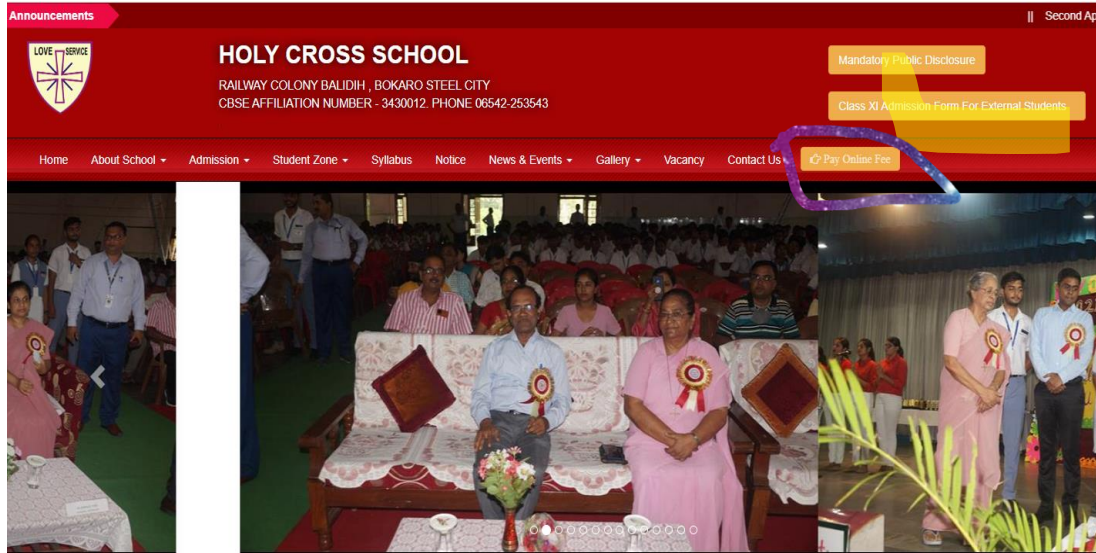 Announcements
|| Second Ap
LOVE SERVICE
HOLY CROSS SCHOOL
RAILWAY COLONY BALIDIH , BOKARO STEEL CITY
CBSE AFFILIATION NUMBER - 3430012. PHONE 06542-253543
Mandatory Public Disclosure
Class XI Admission Form For External Students
Home About School Admission Student Zone Syllabus Notice News & Events Gallery Vacancy Contact Us Pay Online Fee